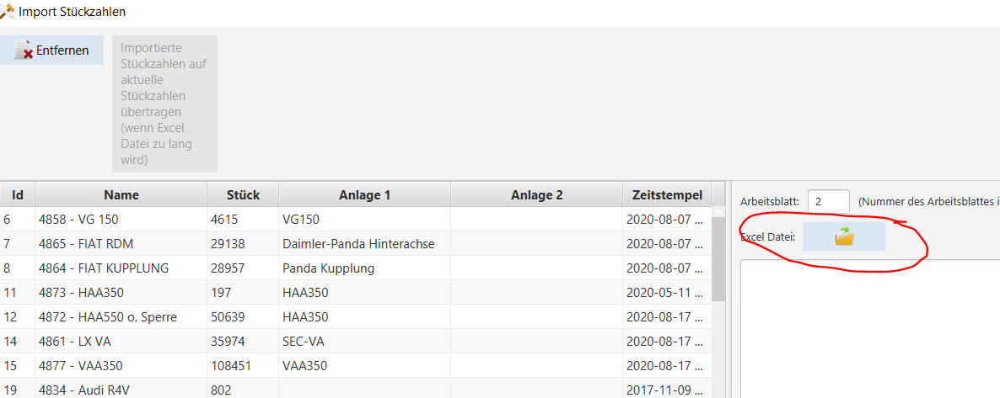 Import Stückzahlen
Entfernen
Importierte
Stückzahlen auf
aktuelle
Stückzahlen
übertragen
(wenn Excel
Datei zu lang
wird)
Id Name Stück Anlage 1 Anlage 2 Zeitstempel
6 4858 - VG 150 4615 VG150 2020-08-07 ...
7 4865 - FIAT RDM 29138 Daimler-Panda Hinterachse 2020-08-07 ...
8 4864 - FIAT KUPPLUNG 28957 Panda Kupplung 2020-08-07 ...
11 4873 - HAA350 197 HAA350 2020-05-11 ...
12 4872 - HAA550 o. Sperre 50639 HAA350 2020-08-17 ...
14 4861 - LX VA 35974 SEC-VA 2020-08-17 ...
15 4877 - VAA350 108451 VAA350 2020-08-17 ...
19 4834 - Audi R4V 802 2017-11-09 ...
Arbeitsblatt: 2 (Nummer des Arbeitsblattes i
Excel Datei: